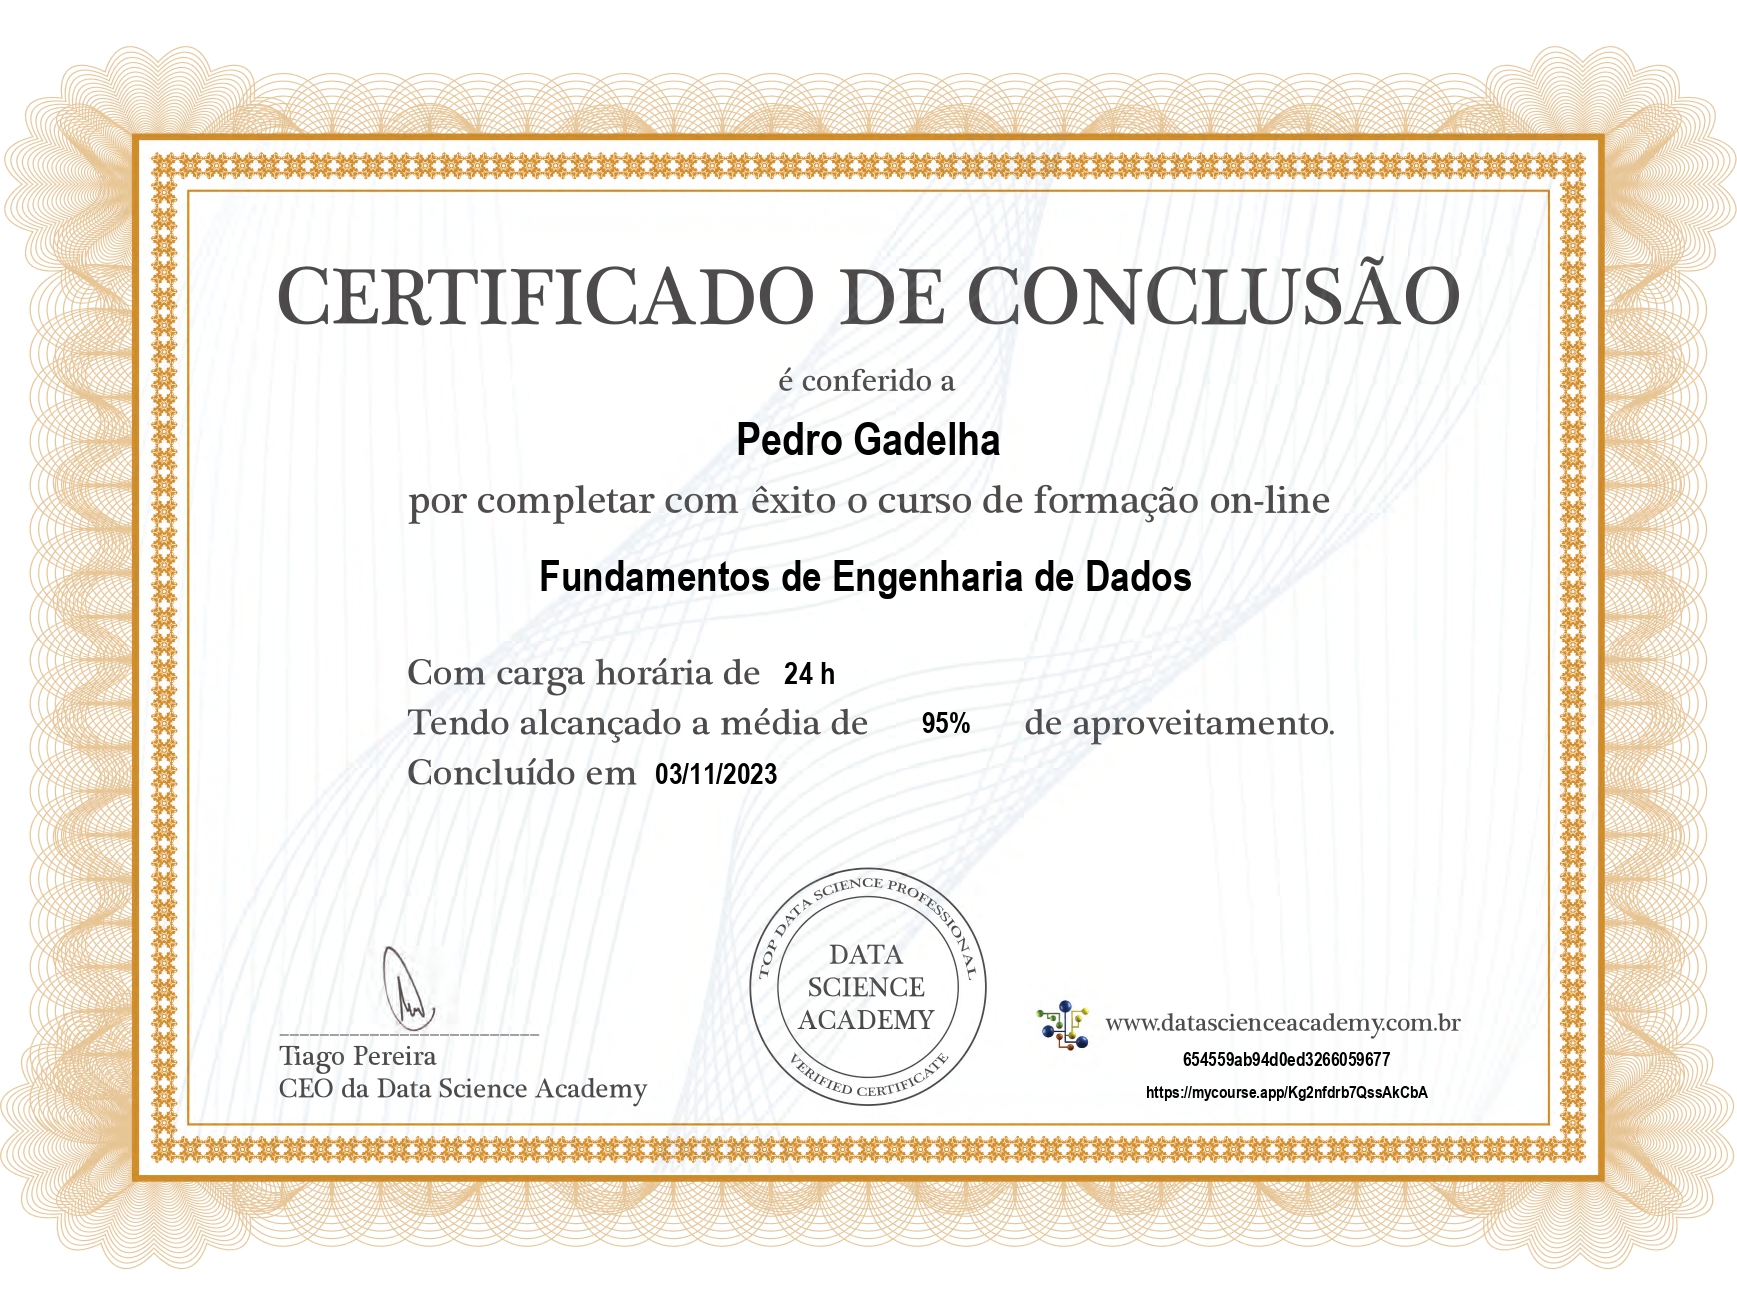 CERTIFICADO DE CONCLUSÃO
é conferido a
Pedro Gadelha
por completar com êxito o curso de formação on-line
Fundamentos de Engenharia de Dados
Com carga horária de 24 h
Tendo alcançado a média de 95% de aproveitamento.
Concluído em 03/11/2023
Tiago Pereira
CEO da Data Science Academy
TOP DATA SCIENCE PROFESSIONAL
DATA
SCIENCE
ACADEMY
VERIFIED CERTIFICATE
www.datascienceacademy.com.br
654559ab94d0ed3266059677
https://mycourse.app/Kg2nfdrb7QssAkCbA